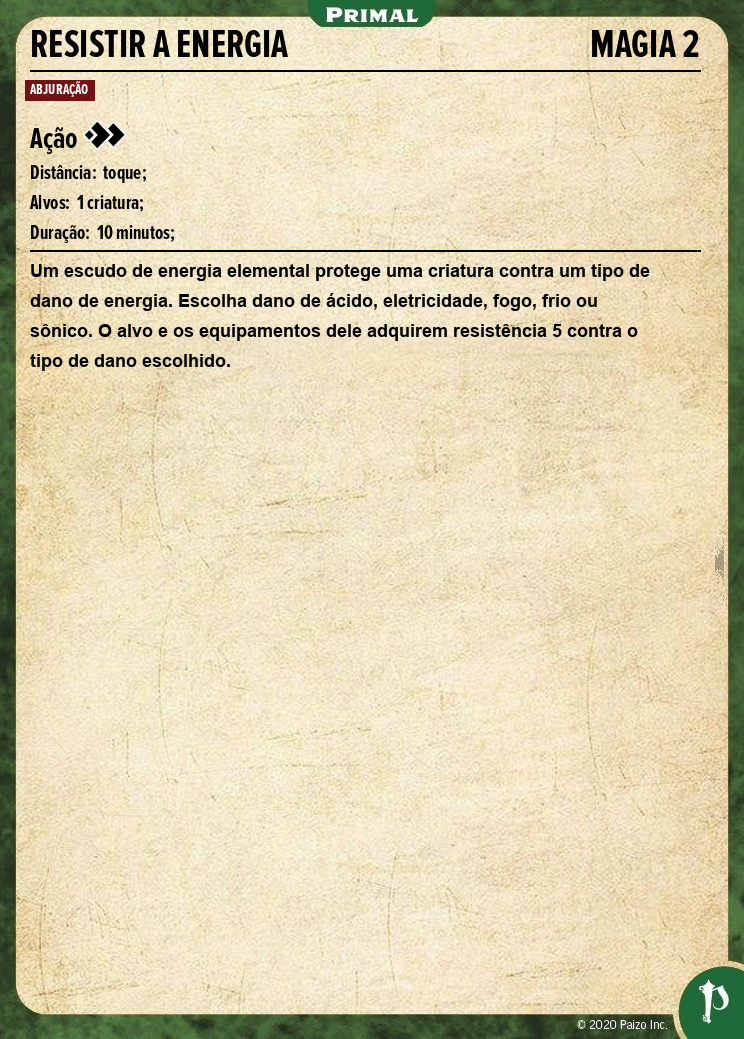 PRIMAL
RESISTIR A ENERGIA MAGIA 2
ABJURAÇÃO
Ação
Distância: toque;
Alvos: 1 criatura;
Duração: 10 minutos;
Um escudo de energia elemental protege uma criatura contra um tipo de
dano de energia. Escolha dano de ácido, eletricidade, fogo, frio ou
sônico. O alvo e os equipamentos dele adquirem resistência 5 contra o
tipo de dano escolhido.
© 2020 Paizo Inc.